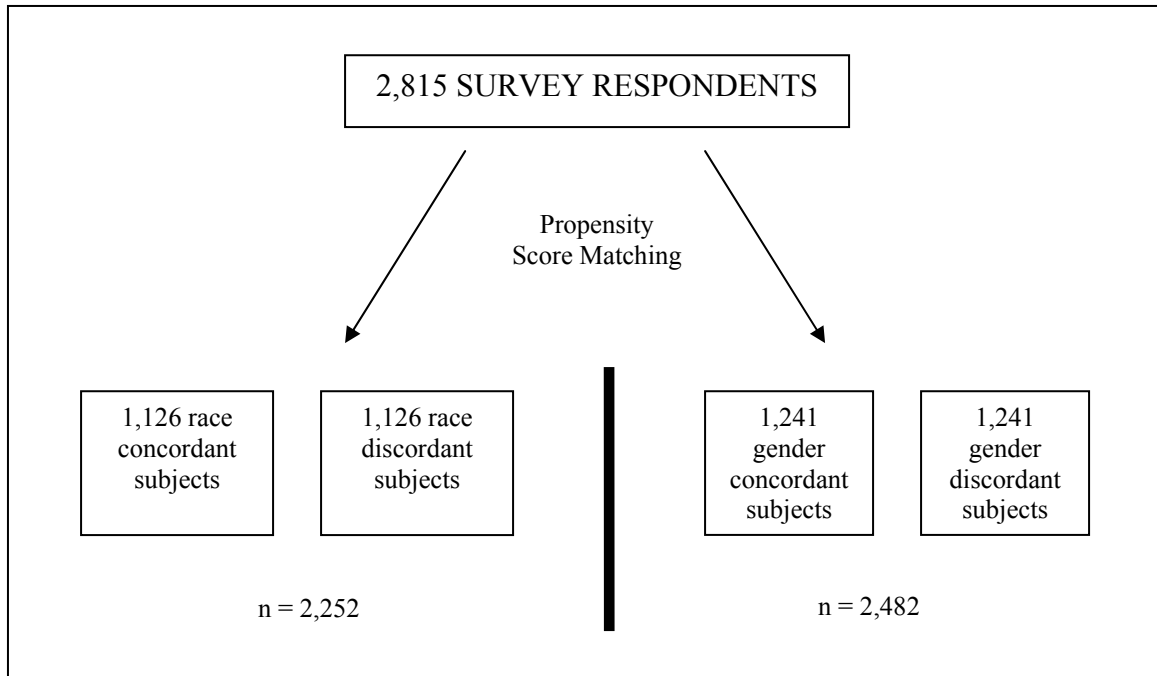 2,815 SURVEY RESPONDENTS
Propensity
Score Matching
1,126 race
concordant
subjects
1,126 race
discordant
subjects
1,241
gender
concordant
subjects
1,241
gender
discordant
subjects
n = 2,252
n = 2,482